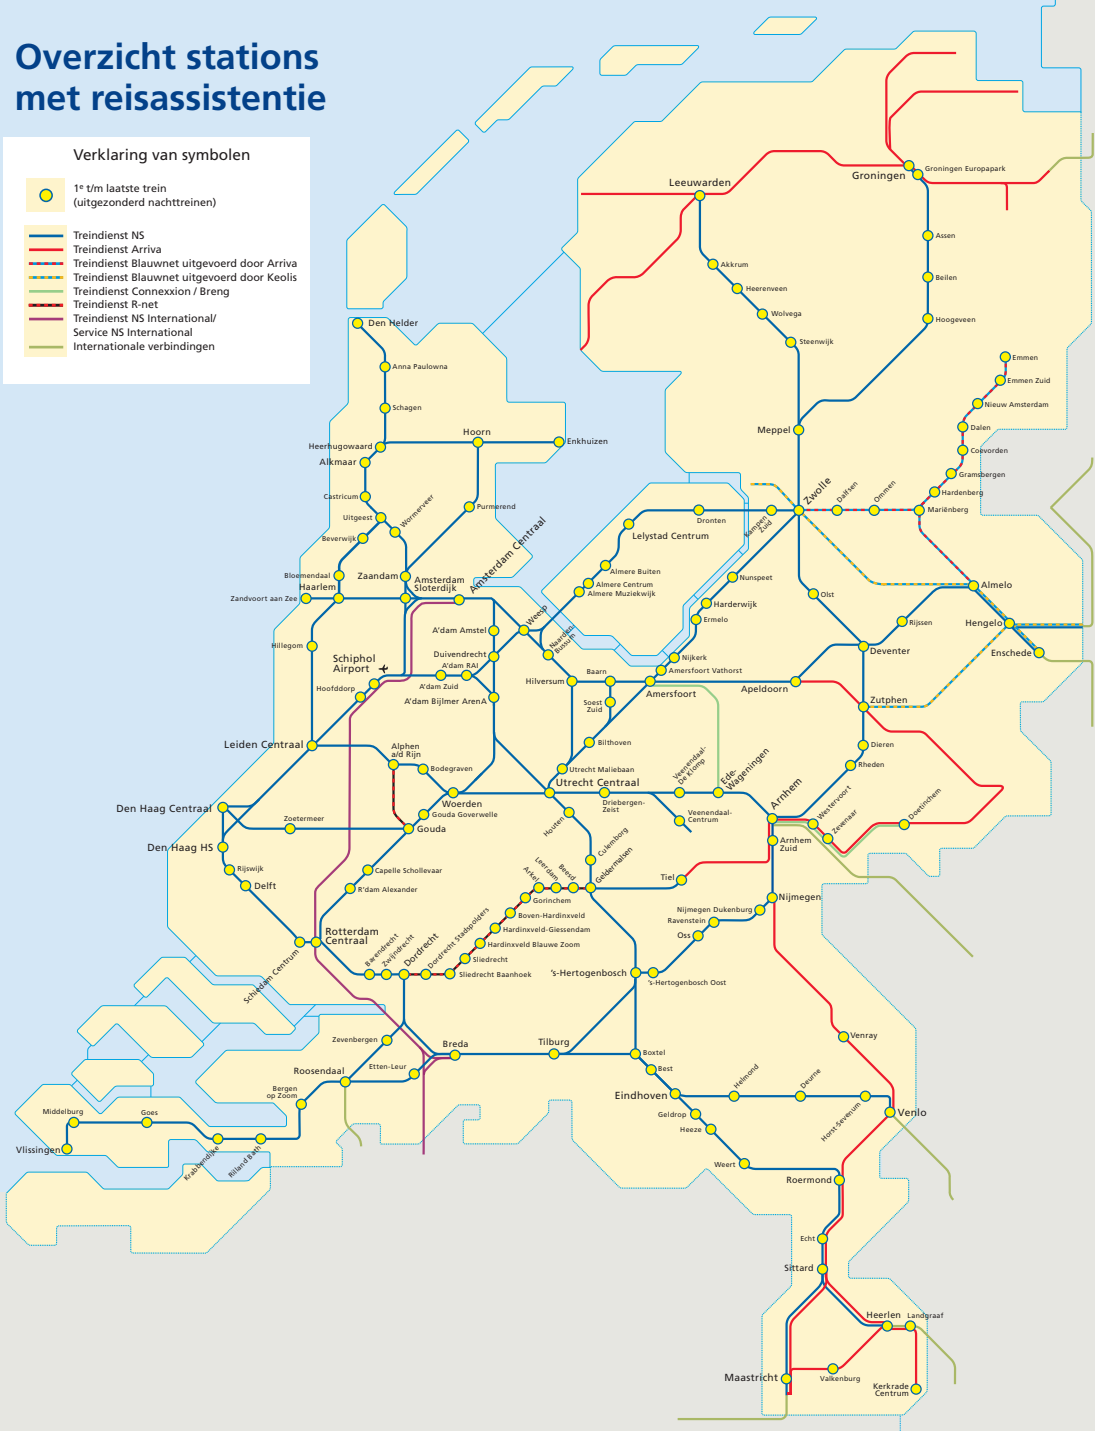 Overzicht stations
met reisassistentie
Verklaring van symbolen
1e t/m laatste trein
(uitgezonderd nachttreinen)
Treindienst NS
Treindienst Arriva
Treindienst Blauwnet uitgevoerd door Arriva
Treindienst Blauwnet uitgevoerd door Keolis
Treindienst Connexxion / Breng
Treindienst R-net
Treindienst NS International/
Service NS International
Internationale verbindingen
Groningen
Groningen Europapark
Leeuwarden
Assen
Akkrum
Beilen
Heerenveen
Wolvega
Hoogeveen
Steenwijk
Den Helder
Anna Paulowna
Schagen
Emmen
Emmen Zuid
Nieuw Amsterdam
Dalen
Coevorden
Gramsbergen
Hardenberg
Mariënberg
Meppel
Hoorn
Enkhuizen
Heerhugowaard
Alkmaar
Castricum
Uitgeest
Wormerveer
Beverwijk
Purmerend
Zwolle
Dalfsen
Ommen
Kampen
Zuid
Dronten
Lelystad Centrum
Almere Buiten
Almere Centrum
Almere Muziekwijk
Bloemendaal
Haarlem
Zandvoort aan Zee
Zaandam
Amsterdam
Sloterdijk
Amsterdam Centraal
Nunspeet
Harderwijk
Ermelo
Nijkerk
Amersfoort Vathorst
Olst
Almelo
Hengelo
Enschede
Rijssen
Deventer
Hillegom
A'dam Amstel
Weesp
Duivendrecht
Naarden-
Bussum
Schiphol
Airport
Hoofddorp
A'dam RAI
A'dam Zuid
A'dam Bijlmer ArenA
Hilversum
Baarn
Soest
Zuid
Amersfoort
Apeldoorn
Zutphen
Bilthoven
Utrecht Maliebaan
Dieren
Rheden
Leiden Centraal
Alphen
a/d Rijn
Bodegraven
Woerden
Utrecht Centraal
Driebergen-
Zeist
Veenendaal-
De Klomp
Ede-
Wageningen
Veenendaal-
Centrum
Arnhem
Westervoort
Zevenaar
Doetinchem
Arnhem
Zuid
Den Haag Centraal
Zoetermeer
Gouda Goverwelle
Gouda
Houten
Culemborg
Geldermalsen
Den Haag HS
Rijswijk
Delft
Capelle Schollevaar
R'dam Alexander
Leerdam
Beesd
Arkel
Tiel
Nijmegen
Nijmegen Dukenburg
Ravenstein
Oss
Gorinchem
Boven-Hardinxveld
Hardinxveld-Giessendam
Hardinxveld Blauwe Zoom
Sliedrecht
Sliedrecht Baanhoek
Dordrecht Stadspolders
Dordrecht
Zwijndrecht
Barendrecht
Rotterdam
Centraal
Schiedam Centrum
's-Hertogenbosch
's-Hertogenbosch Oost
Zevenbergen
Breda
Tilburg
Boxtel
Best
Etten-Leur
Roosendaal
Bergen
op Zoom
Venray
Eindhoven
Helmond
Deurne
Horst-Sevenum
Venlo
Geldrop
Heeze
Middelburg
Goes
Vlissingen
Krabbendijke
Rilland Bath
Weert
Roermond
Echt
Sittard
Heerlen
Landgraaf
Maastricht
Valkenburg
Kerkrade
Centrum